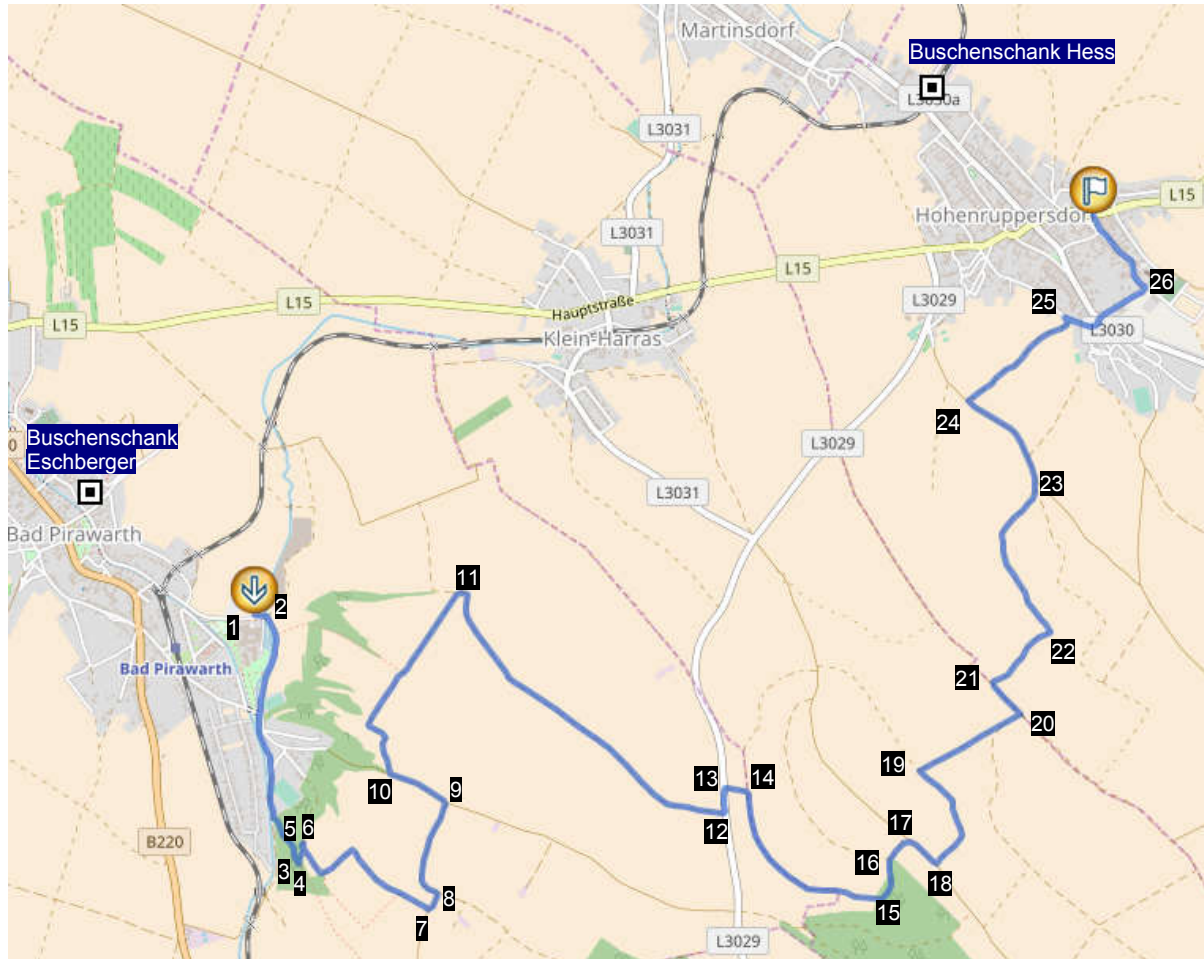 Martinsdorf
Buschenschank Hess
L3030a
L3031
L15
Hohenruppersdorf
L3031
L15
L15
Hauptstraße
L3029
26
25
L15
Klein-Harras
L3030
24
Buschenschank
Eschberger
0
L3029
23
L3031
Bad Pirawarth
11
2
1
22
Bad Pirawarth
21
20
19
13
14
10
9
12
17
5
6
B220
16
3
4
18
8
15
7
L3029